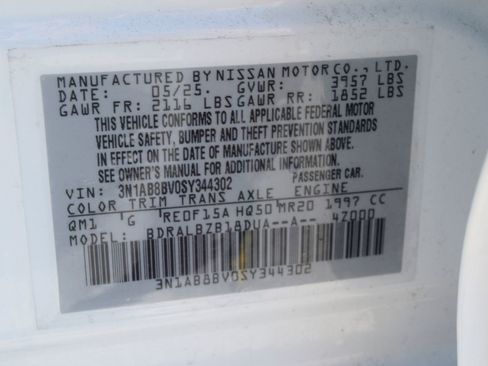 MANUFACTURED BY NISSAN MOTOR CO., LTD.
DATE: 05/25. GVWR: 3957 LBS
GAWR FR: 2116 LBS GAWR RR: 1852 LBS
THIS VEHICLE CONFORMS TO ALL APPLICABLE FEDERAL MOTOR
VEHICLE SAFETY, BUMPER AND THEFT PREVENTION STANDARDS
IN EFFECT ON THE DATE OF MANUFACTURE SHOWN ABOVE.
SEE OWNER'S MANUAL FOR ADDITIONAL INFORMATION.
VIN: 3N1AB8BV0SY344302 PASSENGER CAR.
COLOR TRIM TRANS AXLE ENGINE
QM1 G RE0F15A HQ50 MR20 1997 CC
MODEL: BDRALBZB18DUA--A-- 4Z000
3N1AB8BV0SY344302